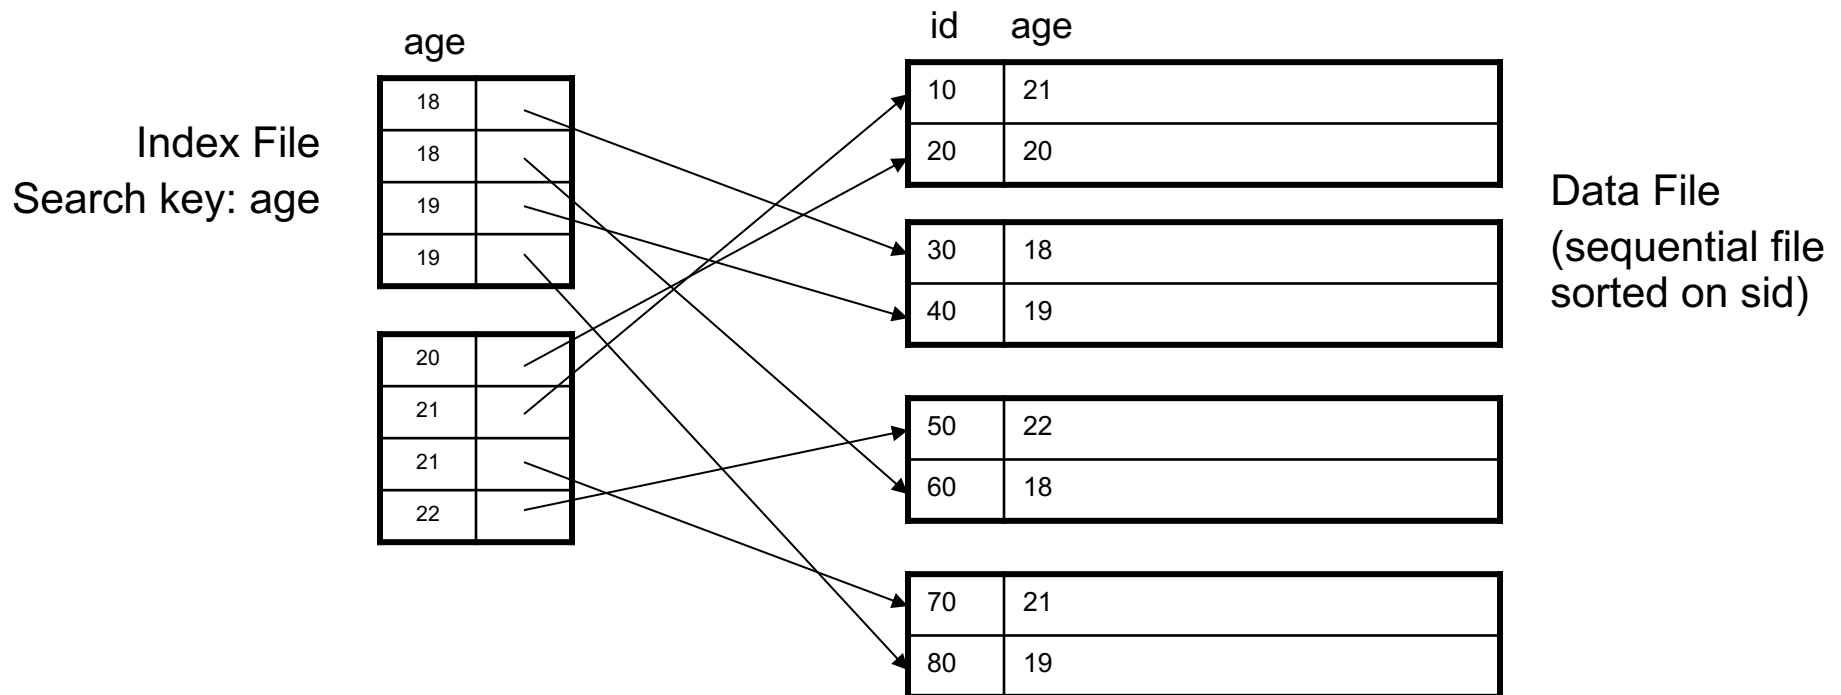 age
Index File
Search key: age
18
18
19
19
20
21
21
22
id age
10 21
20 20
30 18
40 19
50 22
60 18
70 21
80 19
Data File
(sequential file
sorted on sid)